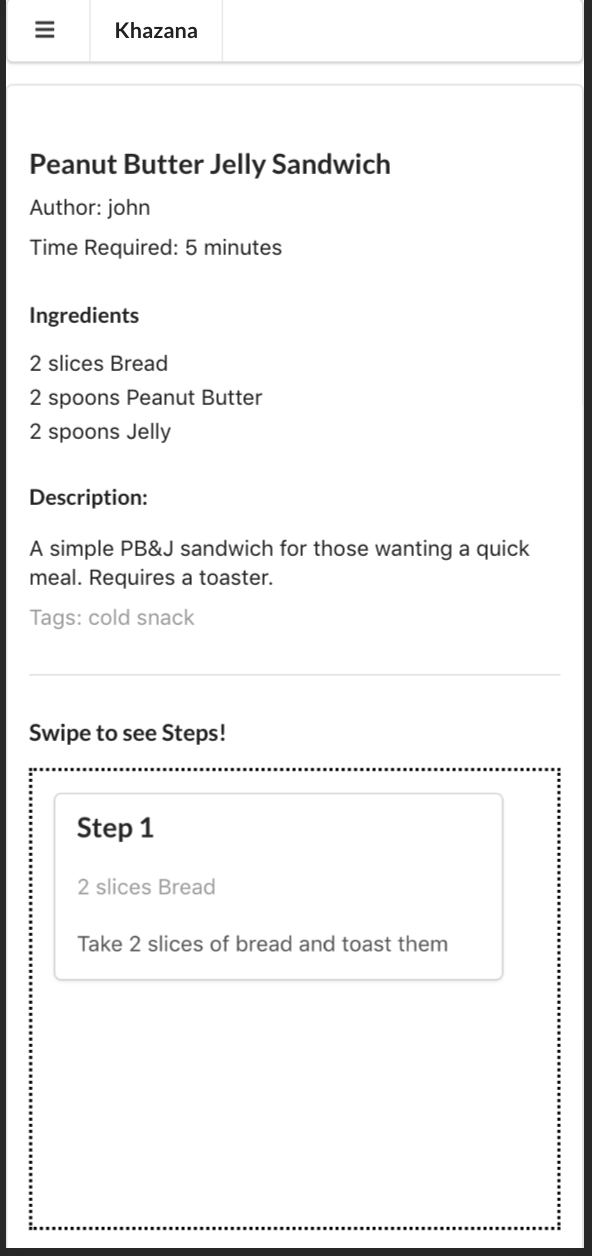 Khazana
Peanut Butter Jelly Sandwich
Author: john
Time Required: 5 minutes
Ingredients
2 slices Bread
2 spoons Peanut Butter
2 spoons Jelly
Description:
A simple PB&J sandwich for those wanting a quick
meal. Requires a toaster.
Tags: cold snack
Swipe to see Steps!
Step 1
2 slices Bread
Take 2 slices of bread and toast them